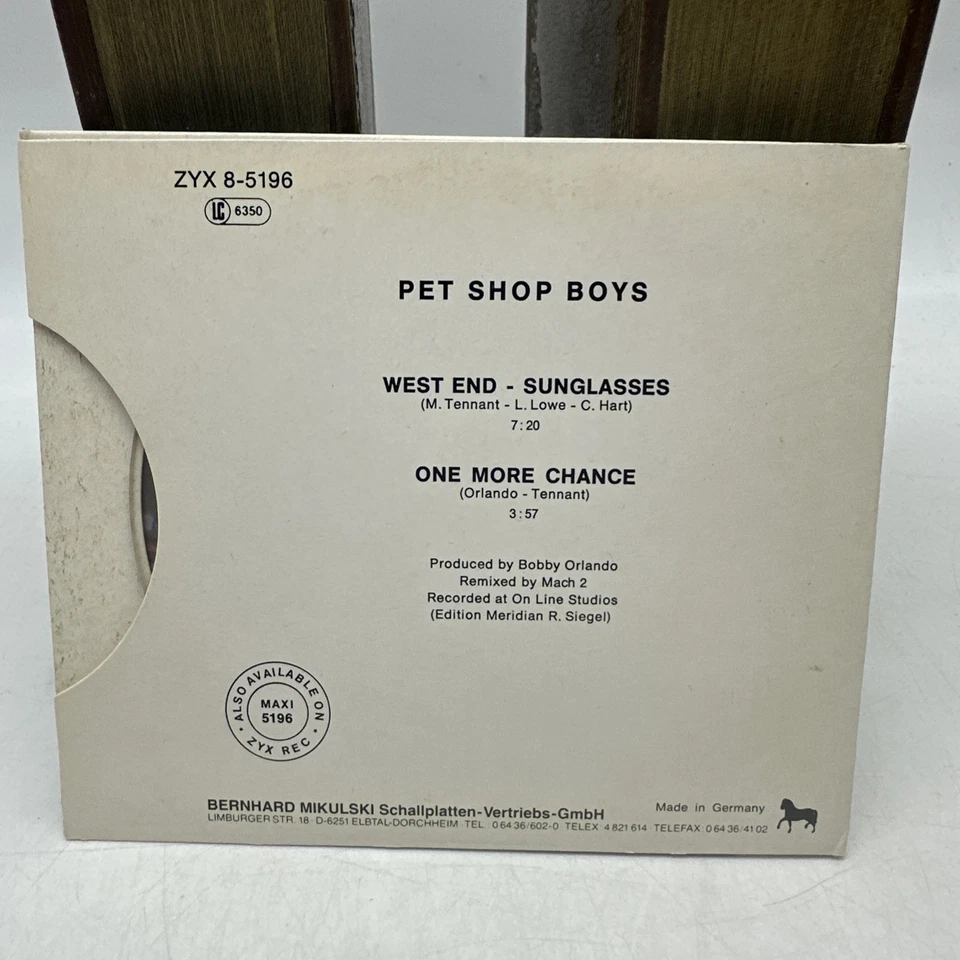 ZYX 8-5196
LC 6350
PET SHOP BOYS
WEST END - SUNGLASSES
(M. Tennant - L. Lowe - C. Hart)
7:20
ONE MORE CHANCE
(Orlando - Tennant)
3:57
Produced by Bobby Orlando
Remixed by Mach 2
Recorded at On Line Studios
(Edition Meridian R. Siegel)
ALSO AVAILABLE ON
MAXI
5196
• ZYX REC •
BERNHARD MIKULSKI Schallplatten-Vertriebs-GmbH
LIMBURGER STR. 18 D-6251 ELBTAL-DORCHHEIM TEL.: 0 64 36/602-0 TELEX 4 821 614 TELEFAX: 0 64 36/41 02
Made in Germany